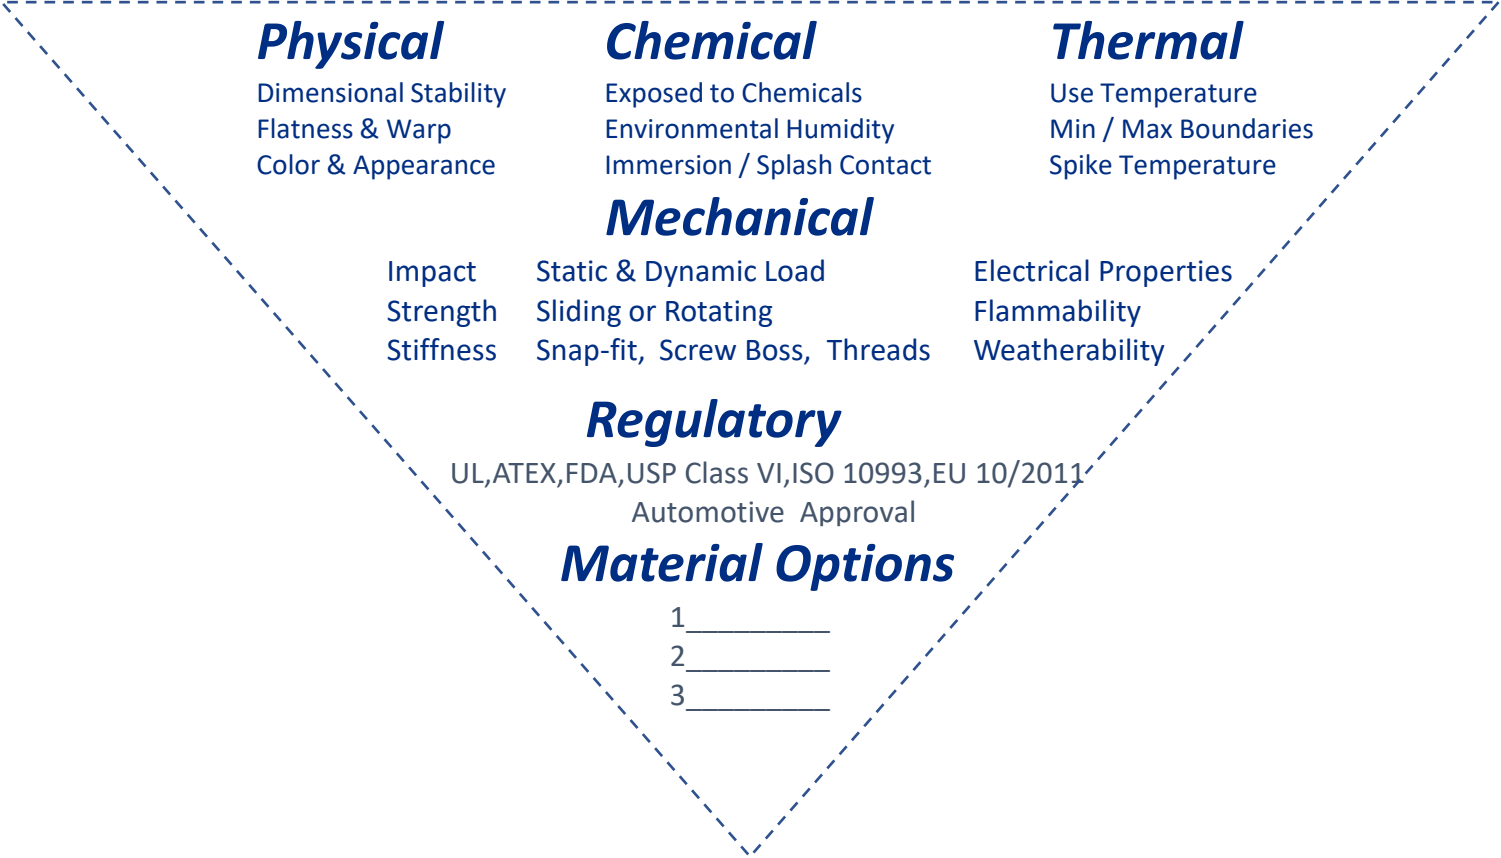 Physical Chemical Thermal
Dimensional Stability Exposed to Chemicals Use Temperature
Flatness & Warp Environmental Humidity Min / Max Boundaries
Color & Appearance Immersion / Splash Contact Spike Temperature
Mechanical
Impact Static & Dynamic Load Electrical Properties
Strength Sliding or Rotating Flammability
Stiffness Snap-fit, Screw Boss, Threads Weatherability
Regulatory
UL,ATEX,FDA,USP Class VI,ISO 10993,EU 10/2011
Automotive Approval
Material Options
1_________
2_________
3_________